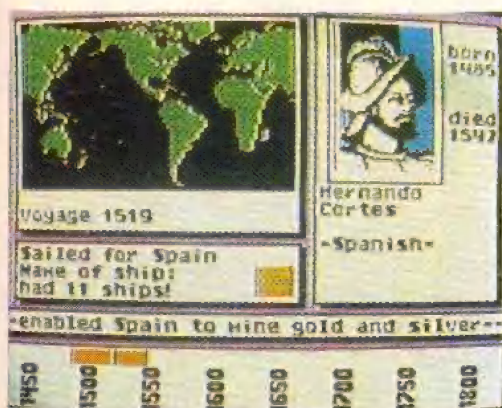 Voyage 1519
Sailed for Spain
Name of ship:
had 11 ships!
born
1485
died
1547
Hernando
Cortes
=Spanish=
=enabled Spain to mine gold and silver=
1450
1500
1550
1600
1650
1700
1750
1800